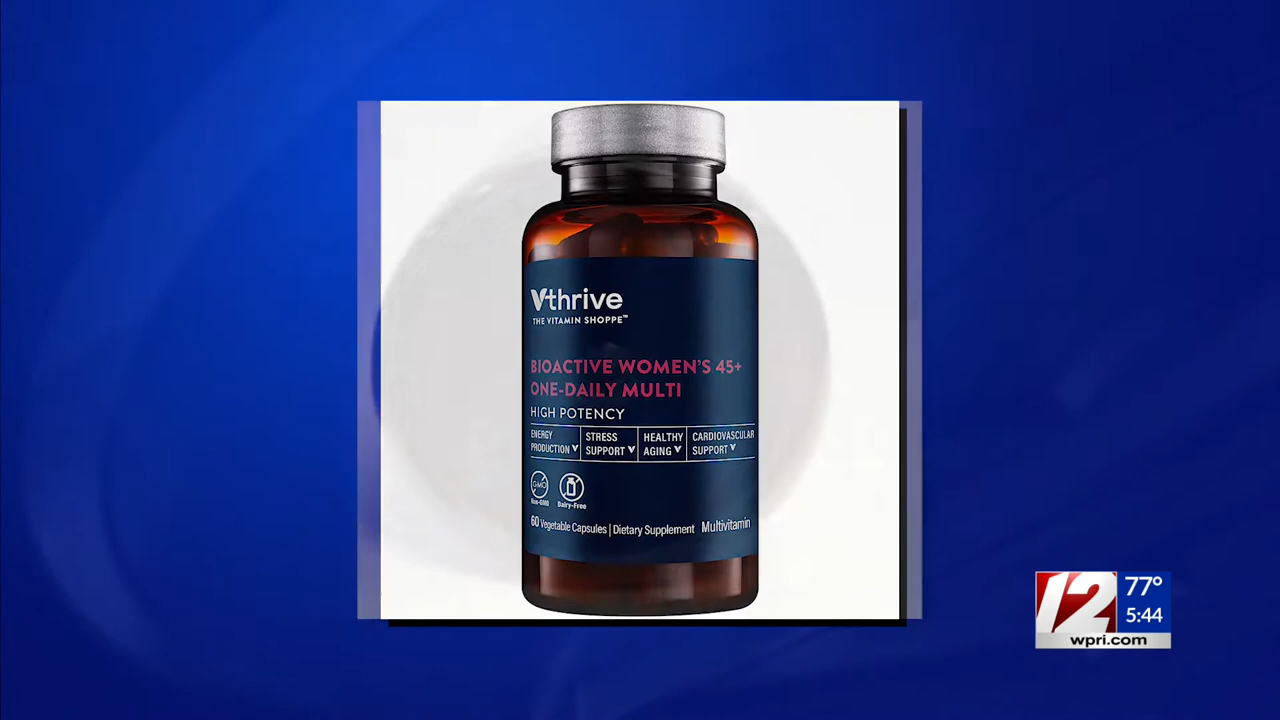 Vthrive
THE VITAMIN SHOPPE™
BIOACTIVE WOMEN'S 45+
ONE-DAILY MULTI
HIGH POTENCY
ENERGY
PRODUCTION
STRESS
SUPPORT
HEALTHY
AGING
CARDIOVASCULAR
SUPPORT
GMO
Non-GMO
Dairy-Free
60 Vegetable Capsules | Dietary Supplement Multivitamin
12
77°
5:44
wpri.com